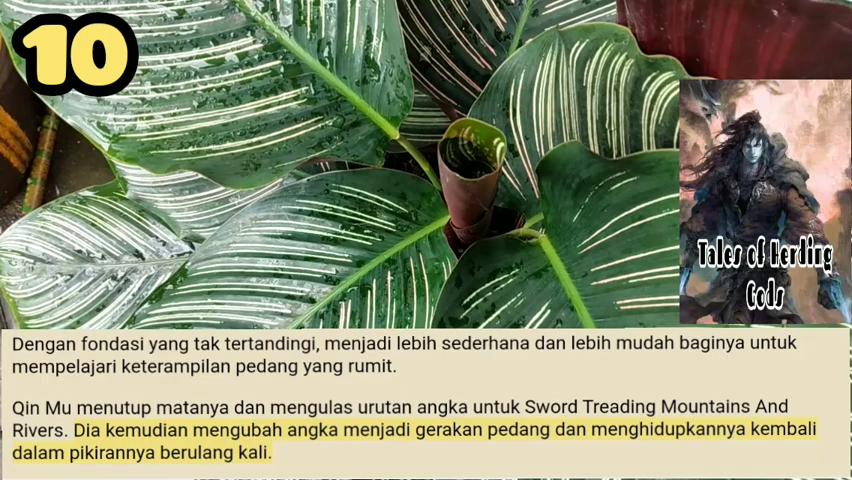 10
Tales of Herding
Gods
Dengan fondasi yang tak tertandingi, menjadi lebih sederhana dan lebih mudah baginya untuk
mempelajari keterampilan pedang yang rumit.
Qin Mu menutup matanya dan mengulas urutan angka untuk Sword Treading Mountains And
Rivers. Dia kemudian mengubah angka menjadi gerakan pedang dan menghidupkannya kembali
dalam pikirannya berulang kali.